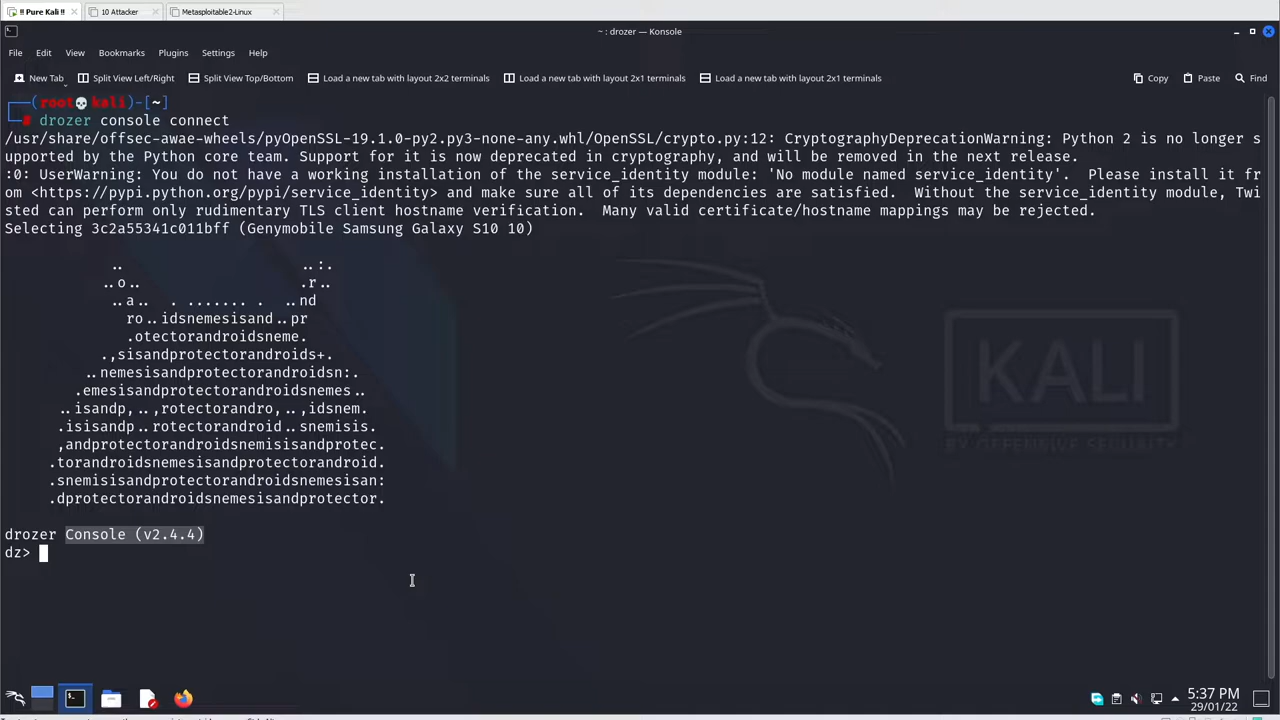 !! Pure Kali !!
10 Attacker
Metasploitable2-Linux
~ : drozer — Konsole
File Edit View Bookmarks Plugins Settings Help
New Tab Split View Left/Right Split View Top/Bottom Load a new tab with layout 2x2 terminals Load a new tab with layout 2x1 terminals Load a new tab with layout 2x1 terminals Copy Paste Find
┌──(root💀kali)-[~]
└─# drozer console connect
/usr/share/offsec-awae-wheels/pyOpenSSL-19.1.0-py2.py3-none-any.whl/OpenSSL/crypto.py:12: CryptographyDeprecationWarning: Python 2 is no longer s
upported by the Python core team. Support for it is now deprecated in cryptography, and will be removed in the next release.
:0: UserWarning: You do not have a working installation of the service_identity module: 'No module named service_identity'.  Please install it fr
om <https://pypi.python.org/pypi/service_identity> and make sure all of its dependencies are satisfied.  Without the service_identity module, Twi
sted can perform only rudimentary TLS client hostname verification.  Many valid certificate/hostname mappings may be rejected.
Selecting 3c2a55341c011bff (Genymobile Samsung Galaxy S10 10)
..                        ..:.
..o..                      .r..
..a..  . ....... .  ..nd
ro..idsnemesisand..pr
.otectorandroidsneme.
.,sisandprotectorandroids+.
..nemesisandprotectorandroidsn:.
.emesisandprotectorandroidsnemes..
..isandp,..,rotectorandro,..,idsnem.
.isisandp..rotectorandroid..snemisis.
,andprotectorandroidsnemisisandprotec.
.torandroidsnemesisandprotectorandroid.
.snemisisandprotectorandroidsnemesisan:
.dprotectorandroidsnemesisandprotector.
drozer Console (v2.4.4)
dz>
KALI
BY OFFENSIVE SECURITY
5:37 PM
29/01/22